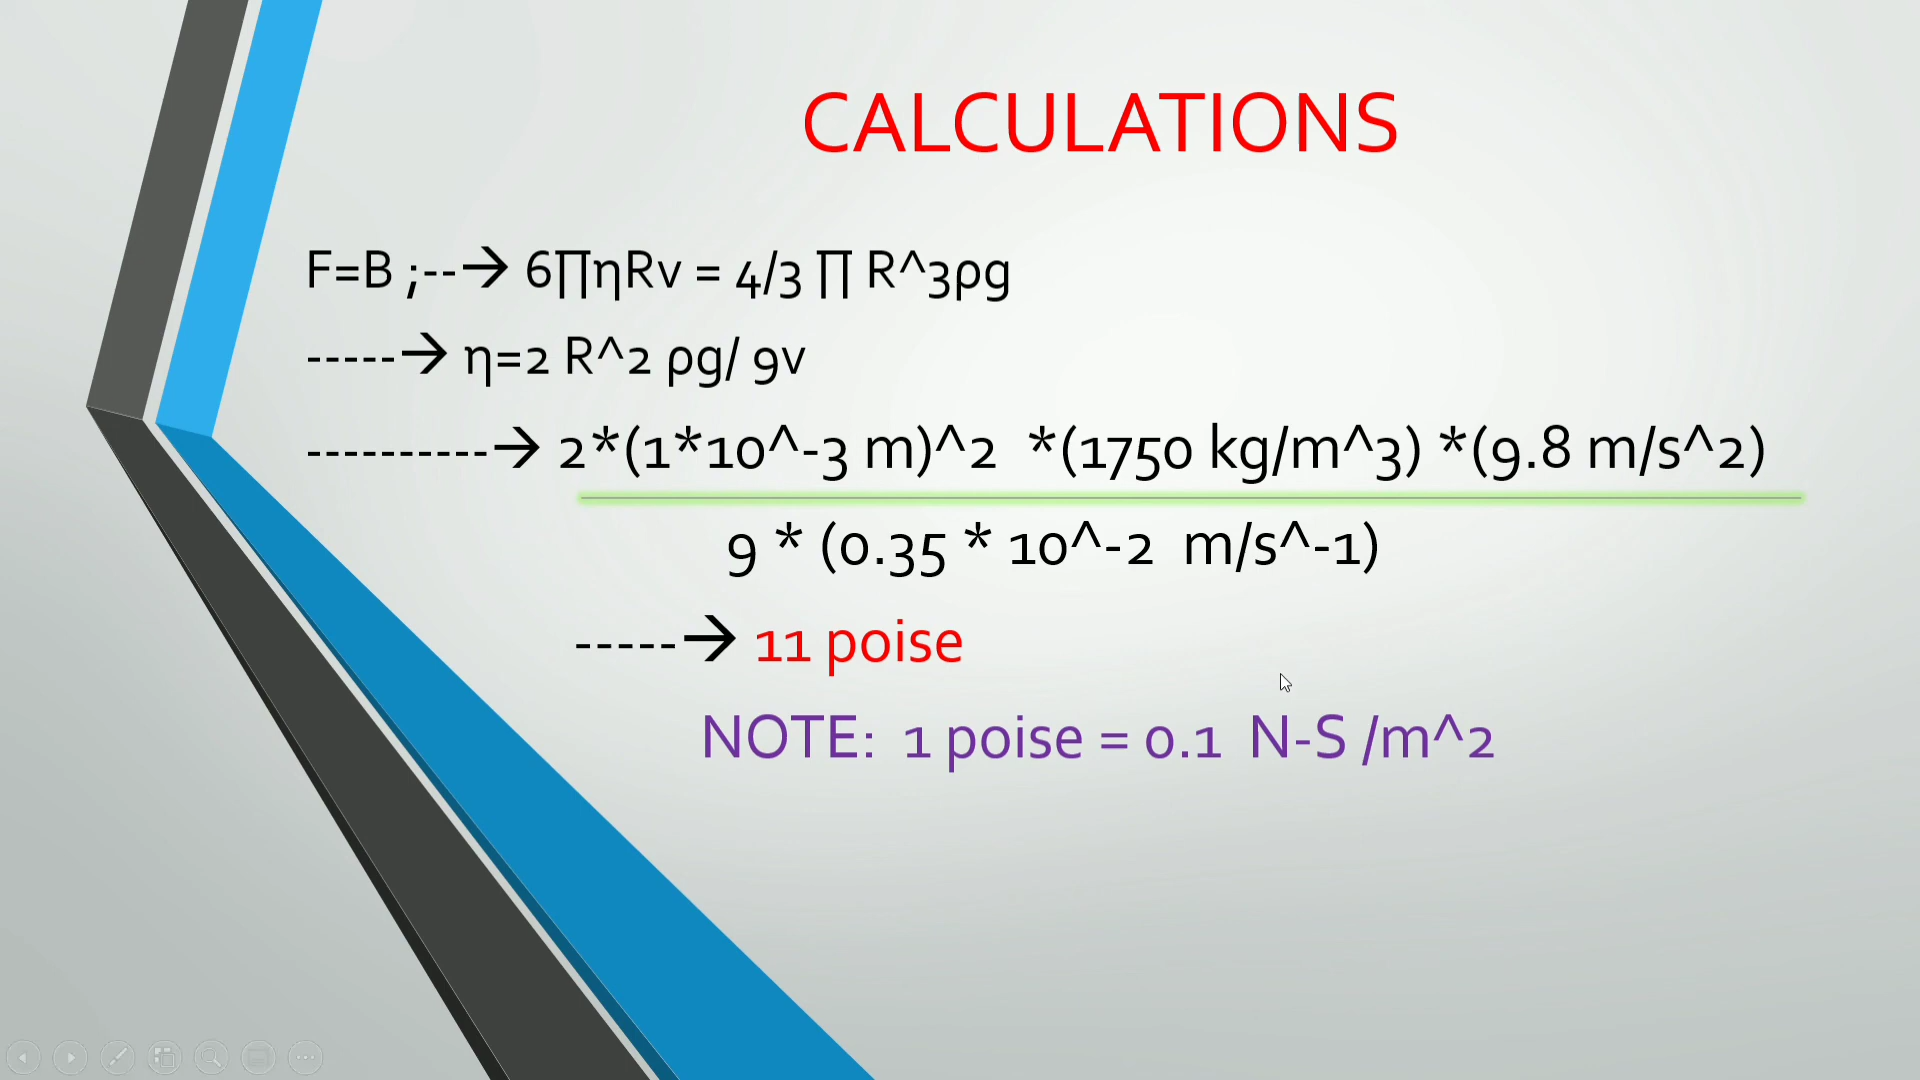 CALCULATIONS
F=B ;--→ 6∏ηRv = 4/3 ∏ R^3ρg
-----→ η=2 R^2 ρg/ 9v
----------→ 2*(1*10^-3 m)^2 *(1750 kg/m^3) *(9.8 m/s^2)
9 * (0.35 * 10^-2 m/s^-1)
-----→ 11 poise
NOTE: 1 poise = 0.1 N-S /m^2